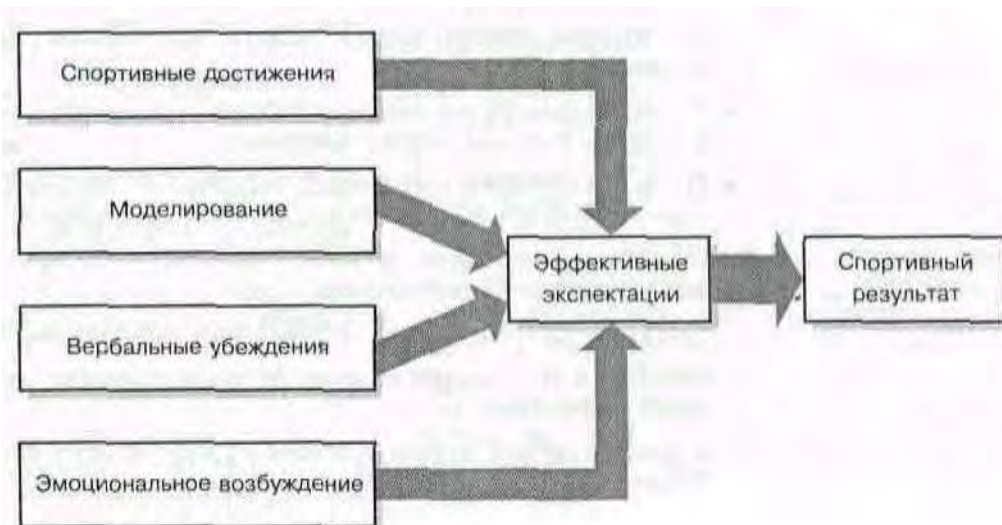 Спортивные достижения
Моделирование
Вербальные убеждения
Эмоциональное возбуждение
Эффективные
экспектации
Спортивный
результат